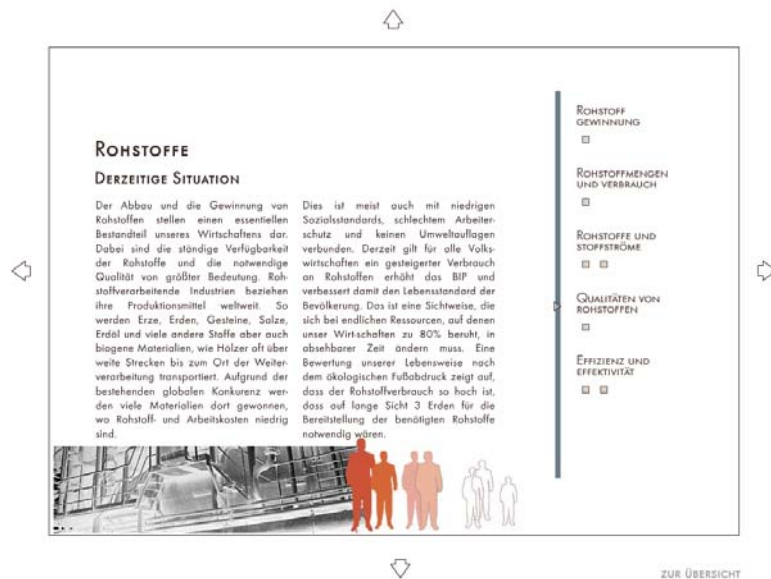 Rohstoffe
Derzeitige Situation
Der Abbau und die Gewinnung von
Rohstoffen stellen einen essentiellen
Bestandteil unseres Wirtschaftens dar.
Dabei sind die ständige Verfügbarkeit
der Rohstoffe und die notwendige
Qualität von größter Bedeutung. Roh-
stoffverarbeitende Industrien beziehen
ihre Produktionsmittel weltweit. So
werden Erze, Erden, Gesteine, Salze,
Erdöl und viele andere Stoffe aber auch
biogene Materialien, wie Hölzer oft über
weite Strecken bis zum Ort der Weiter-
verarbeitung transportiert. Aufgrund der
bestehenden globalen Konkurenz wer-
den viele Materialien dort gewonnen,
wo Rohstoff- und Arbeitskosten niedrig
sind.
Dies ist meist auch mit niedrigen
Sozialstandards, schlechtem Arbeiter-
schutz und keinen Umweltauflagen
verbunden. Derzeit gilt für alle Volks-
wirtschaften ein gesteigerter Verbrauch
an Rohstoffen erhöht das BIP und
verbessert damit den Lebensstandard der
Bevölkerung. Das ist eine Sichtweise, die
sich bei endlichen Ressourcen, auf denen
unser Wirt-schaften zu 80% beruht, in
absehbarer Zeit ändern muss. Eine
Bewertung unserer Lebensweise nach
dem ökologischen Fußabdruck zeigt auf,
dass der Rohstoffverbrauch so hoch ist,
dass auf lange Sicht 3 Erden für die
Bereitstellung der benötigten Rohstoffe
notwendig wären.
Rohstoff
gewinnung
Rohstoffmengen
und verbrauch
Rohstoffe und
stoffströme
Qualitäten von
rohstoffen
Effizienz und
effektivität
ZUR ÜBERSICHT